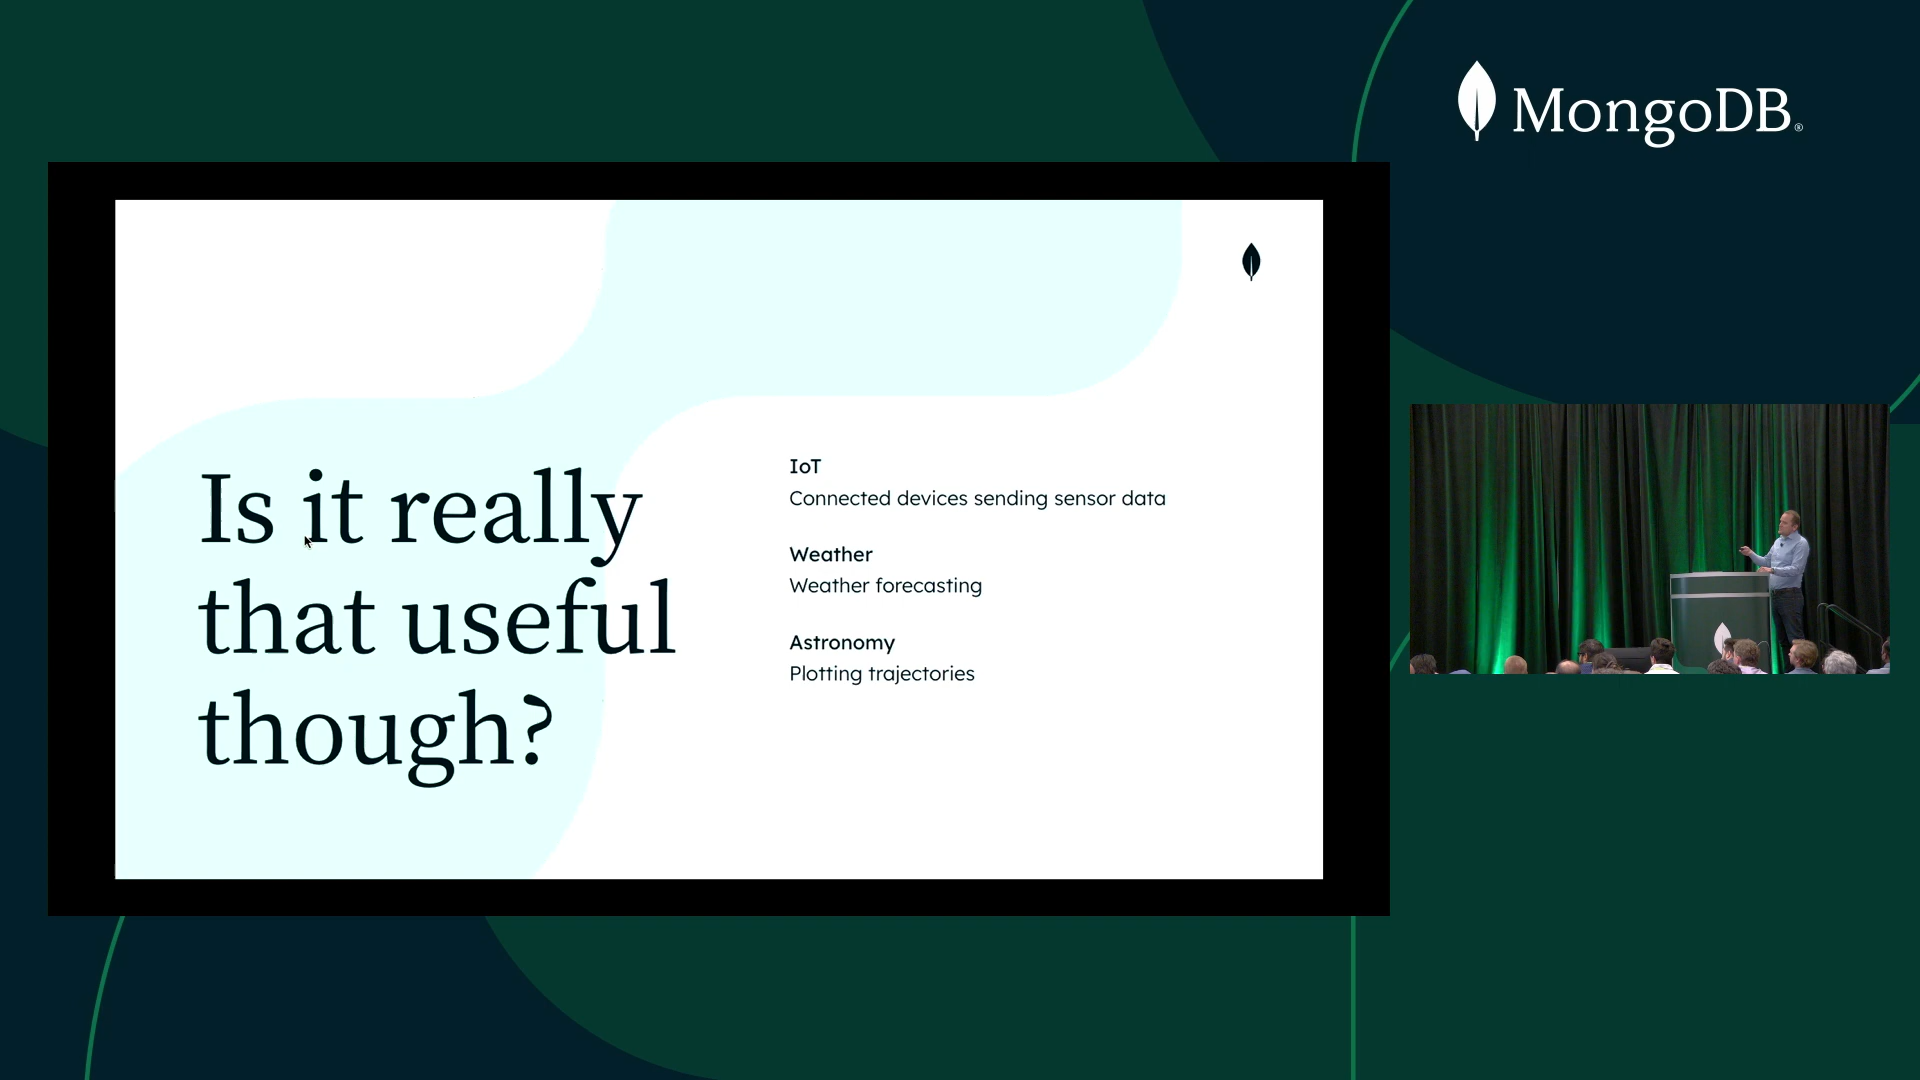 MongoDB®
Is it really
that useful
though?
IoT
Connected devices sending sensor data
Weather
Weather forecasting
Astronomy
Plotting trajectories